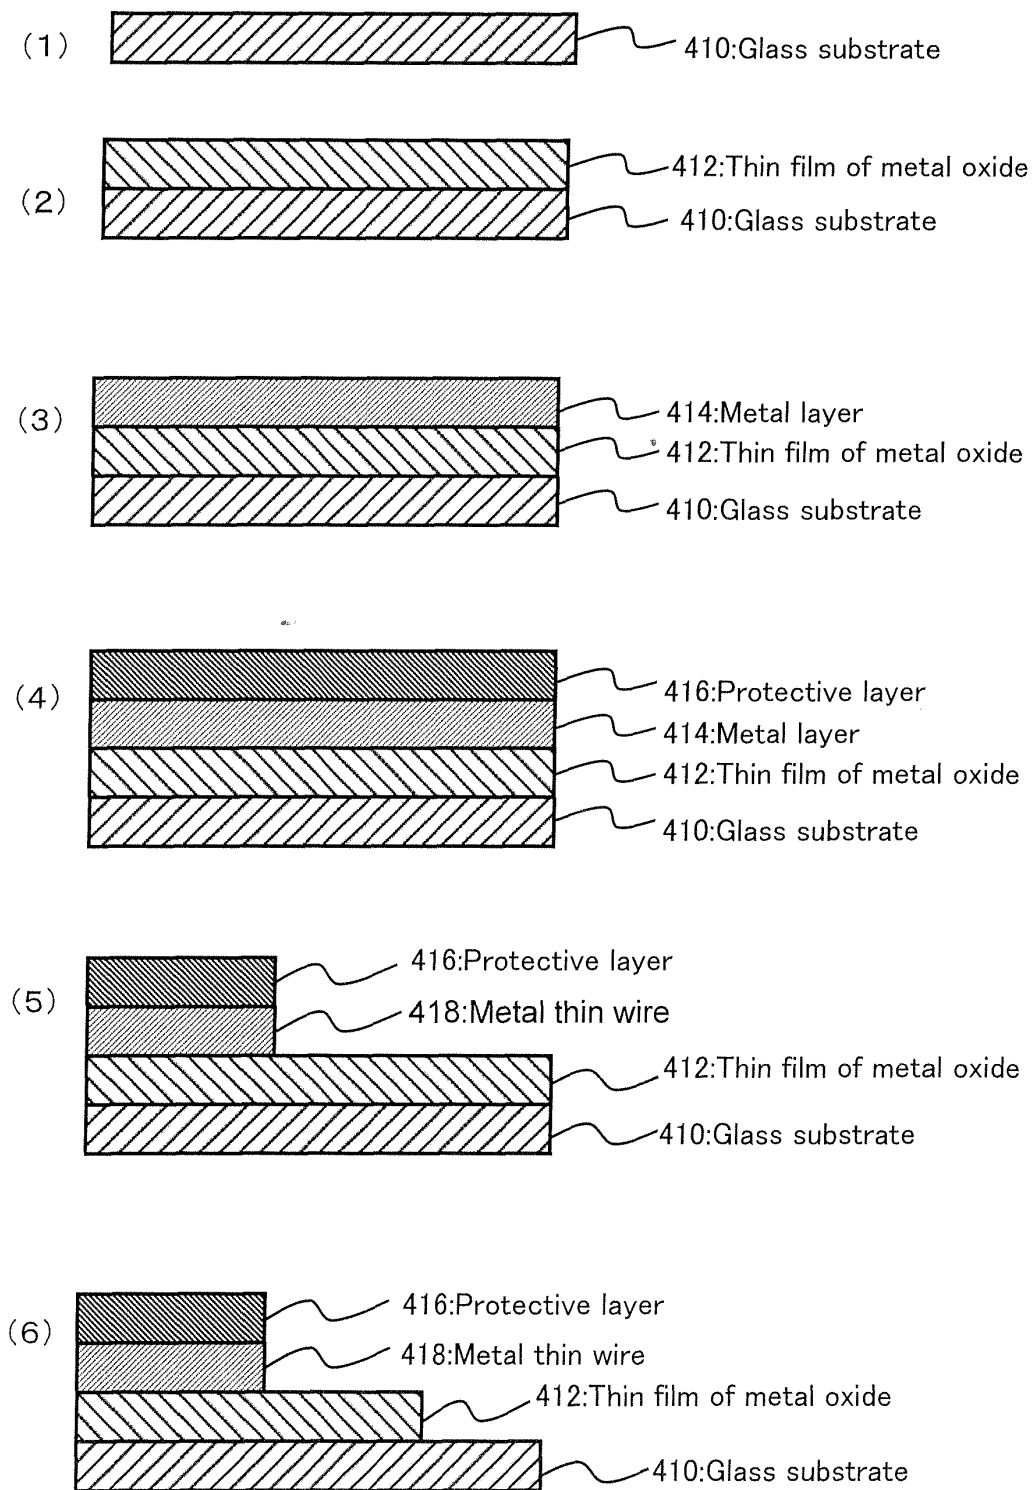 (1)
410:Glass substrate
412:Thin film of metal oxide
(2)
410:Glass substrate
(3)
414:Metal layer
412:Thin film of metal oxide
410:Glass substrate
(4)
416:Protective layer
414:Metal layer
412:Thin film of metal oxide
410:Glass substrate
416:Protective layer
(5)
418:Metal thin wire
412:Thin film of metal oxide
410:Glass substrate
416:Protective layer
(6)
418:Metal thin wire
412:Thin film of metal oxide
410:Glass substrate